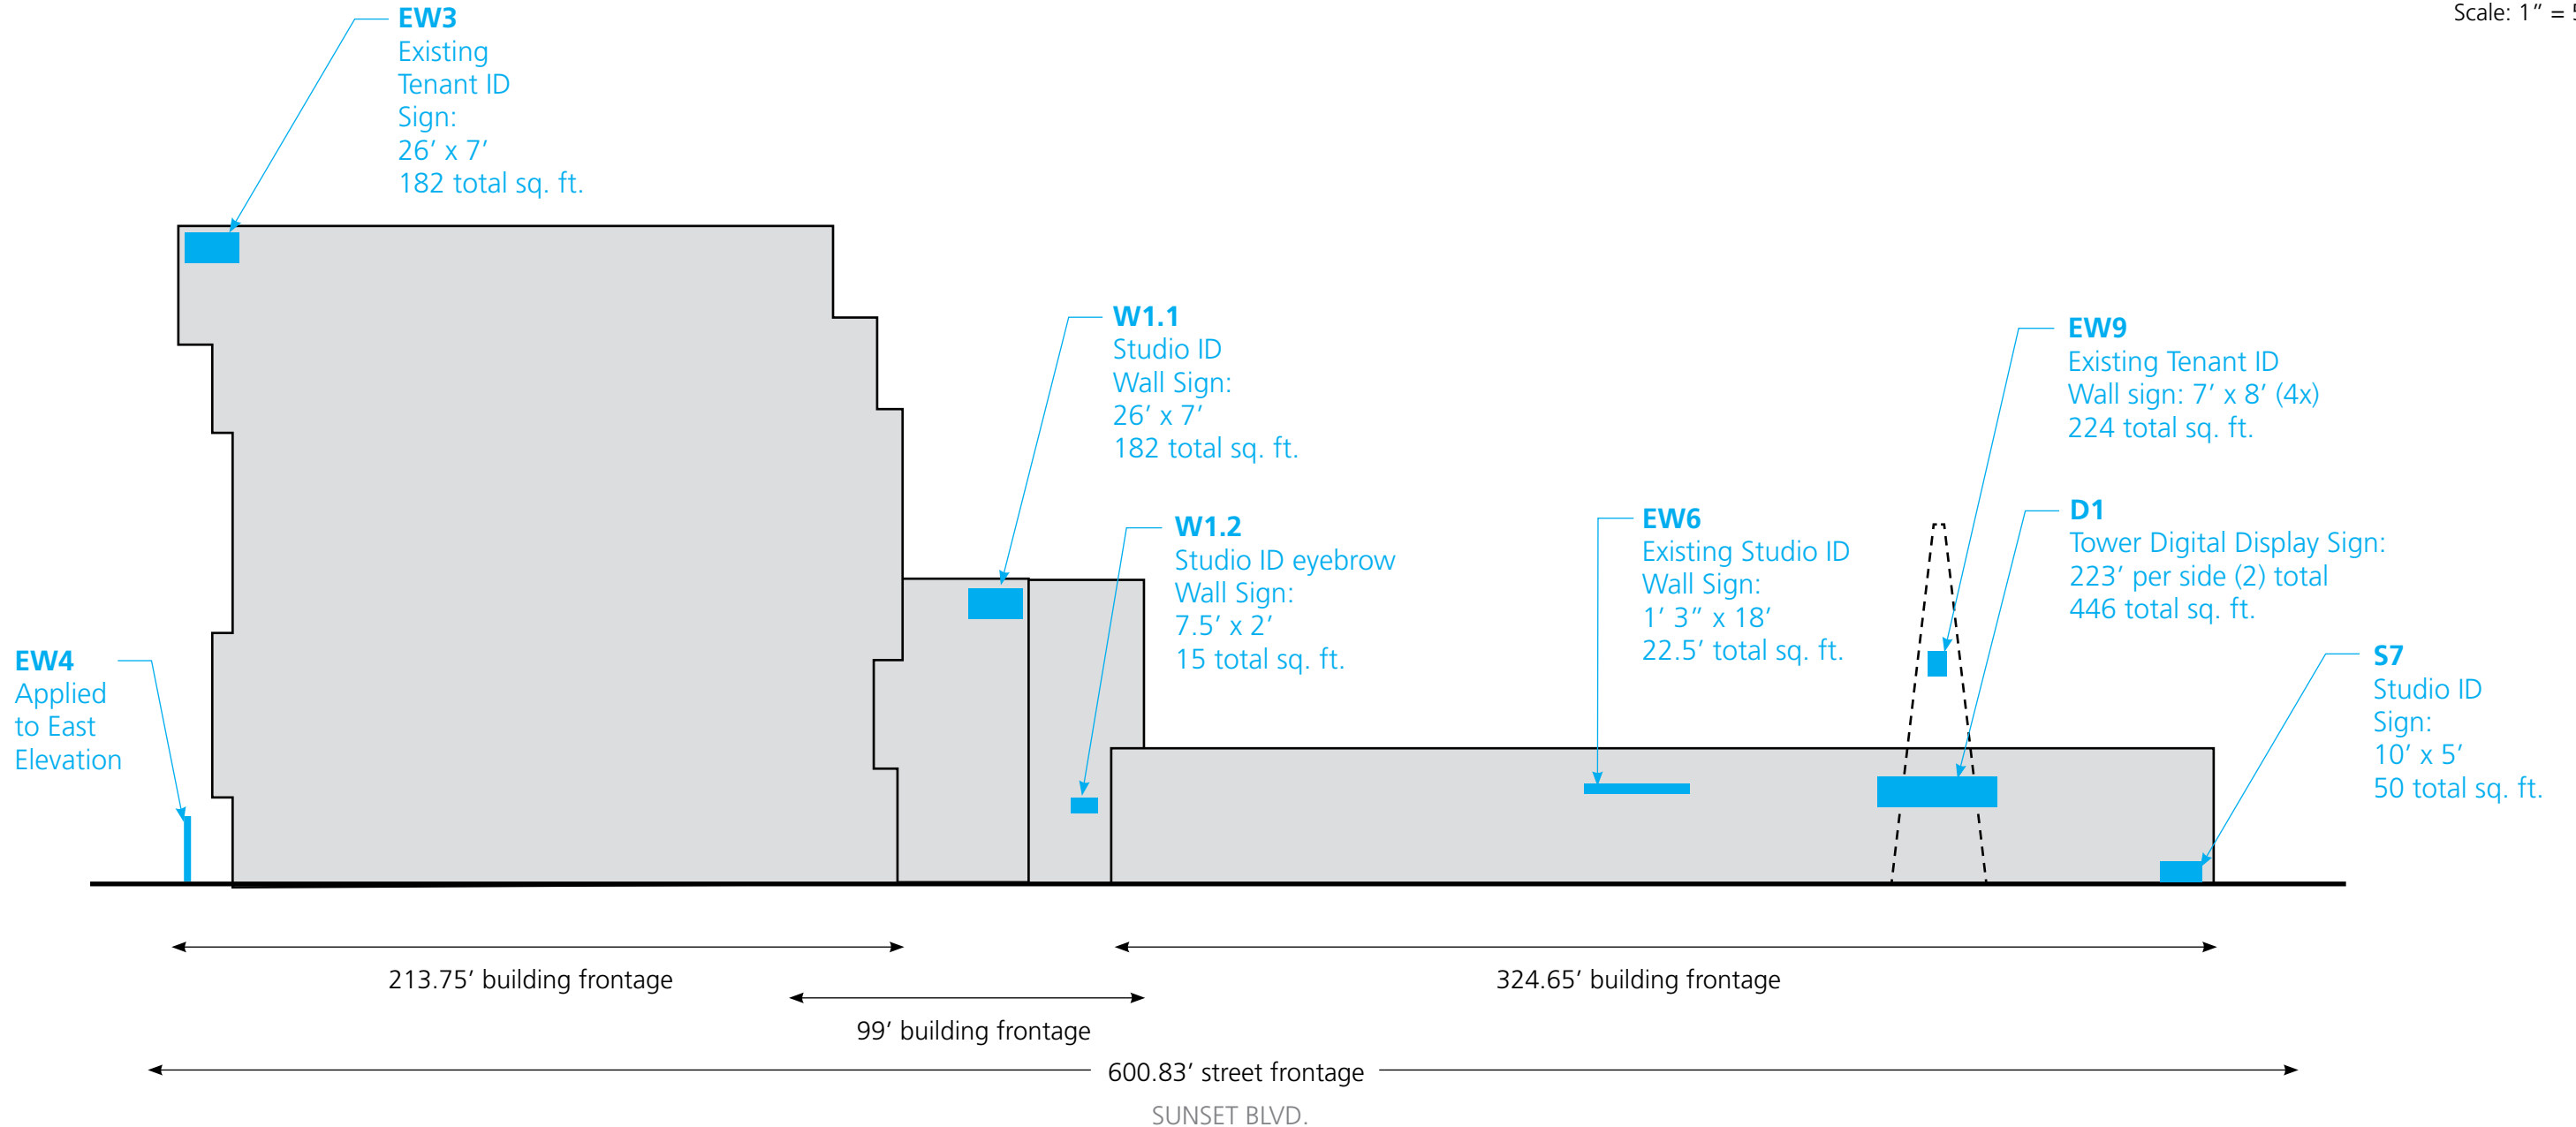 Scale: 1” = 5
EW3
Existing
Tenant ID
Sign:
26’ x 7’
182 total sq. ft.
W1.1
Studio ID
Wall Sign:
26’ x 7’
182 total sq. ft.
EW9
Existing Tenant ID
Wall sign: 7’ x 8’ (4x)
224 total sq. ft.
W1.2
Studio ID eyebrow
Wall Sign:
7.5’ x 2’
15 total sq. ft.
EW6
Existing Studio ID
Wall Sign:
1’ 3” x 18’
22.5’ total sq. ft.
D1
Tower Digital Display Sign:
223’ per side (2) total
446 total sq. ft.
EW4
Applied
to East
Elevation
S7
Studio ID
Sign:
10’ x 5’
50 total sq. ft.
213.75’ building frontage
324.65’ building frontage
99’ building frontage
600.83’ street frontage
SUNSET BLVD.